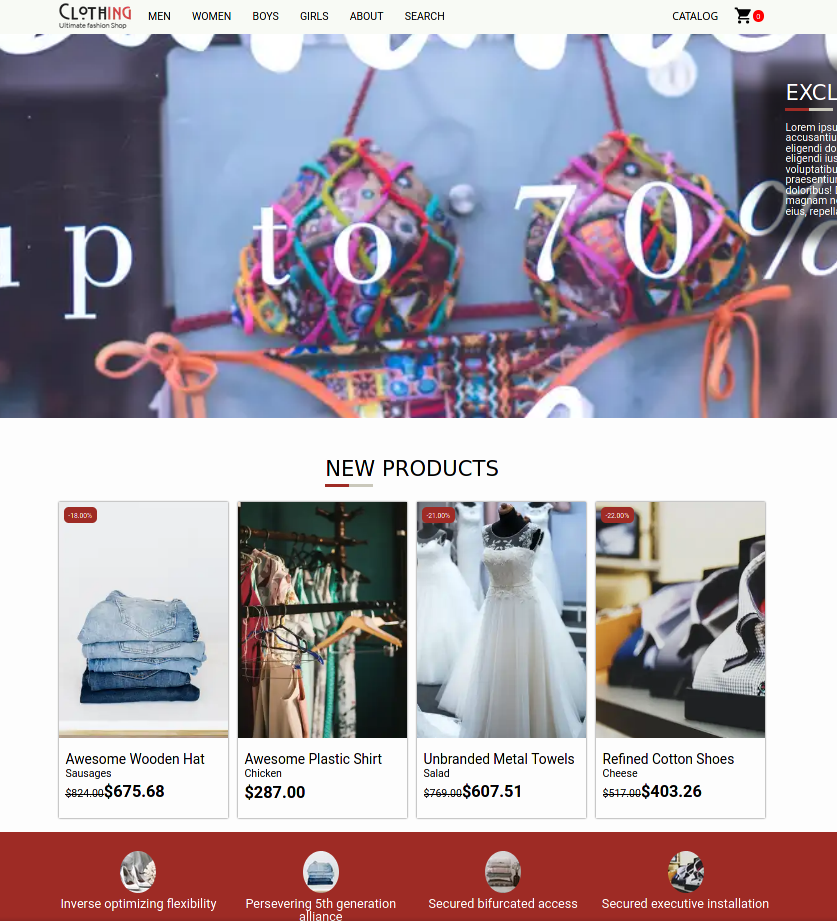 CLOTHING
Ultimate fashion Shop
MEN WOMEN BOYS GIRLS ABOUT SEARCH CATALOG 0
EXCL
Lorem ipsu
accusantiu
eligendi do
eligendi ius
voluptatibu
praesentiun
doloribus! I
magnam ne
eius, repella
up to 70%
NEW PRODUCTS
-18.00% -21.00% -22.00%
Awesome Wooden Hat Awesome Plastic Shirt Unbranded Metal Towels Refined Cotton Shoes
Sausages Chicken Salad Cheese
$824.00$675.68 $287.00 $769.00$607.51 $517.00$403.26
Inverse optimizing flexibility Persevering 5th generation Secured bifurcated access Secured executive installation
alliance